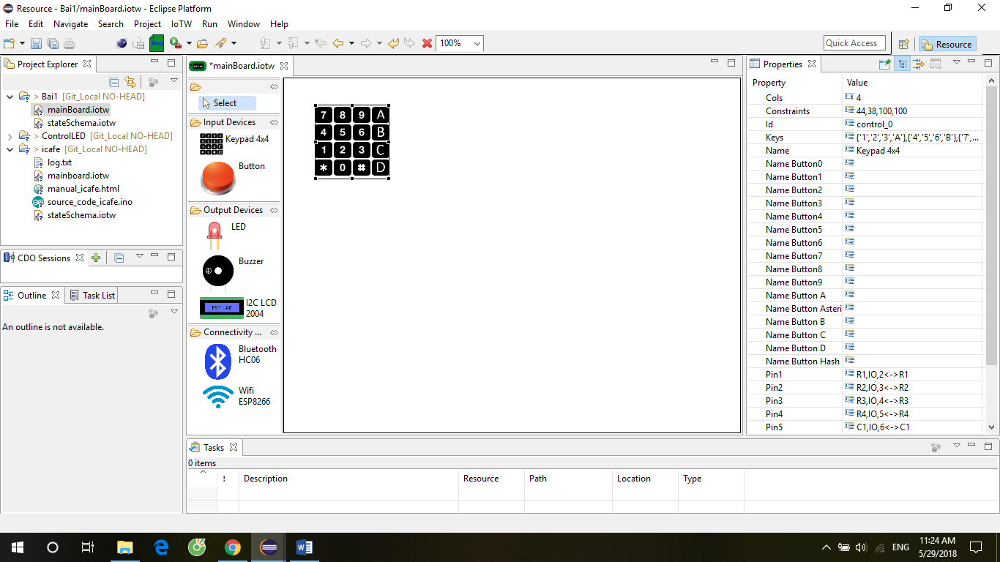 Resource - Bai1/mainBoard.iotw - Eclipse Platform
File Edit Navigate Search Project IoTW Run Window Help
.ino 100% Quick Access Resource
Project Explorer
> Bai1 [Git_Local NO-HEAD]
mainBoard.iotw
stateSchema.iotw
> ControlLED [Git_Local NO-HEAD]
> icafe [Git_Local NO-HEAD]
log.txt
mainboard.iotw
manual_icafe.html
source_code_icafe.ino
stateSchema.iotw
CDO Sessions
Outline Task List
An outline is not available.
*mainBoard.iotw
Select
Input Devices
Keypad 4x4
Button
Output Devices
LED
Buzzer
ESP LAB
I2C LCD
2004
Connectivity ...
Bluetooth
HC06
Wifi
ESP8266
7 8 9 A
4 5 6 B
1 2 3 C
* 0 # D
Properties
Property Value
Cols 4
Constraints 44,38,100,100
Id control_0
Keys {'1','2','3','A'},{'4','5','6','B'},{'7',...
Name Keypad 4x4
Name Button0
Name Button1
Name Button2
Name Button3
Name Button4
Name Button5
Name Button6
Name Button7
Name Button8
Name Button9
Name Button A
Name Button Asteri
Name Button B
Name Button C
Name Button D
Name Button Hash
Pin1 R1,IO,2<->R1
Pin2 R2,IO,3<->R2
Pin3 R3,IO,4<->R3
Pin4 R4,IO,5<->R4
Pin5 C1,IO,6<->C1
Tasks
0 items
! Description Resource Path Location Type
ENG
11:24 AM
5/29/2018